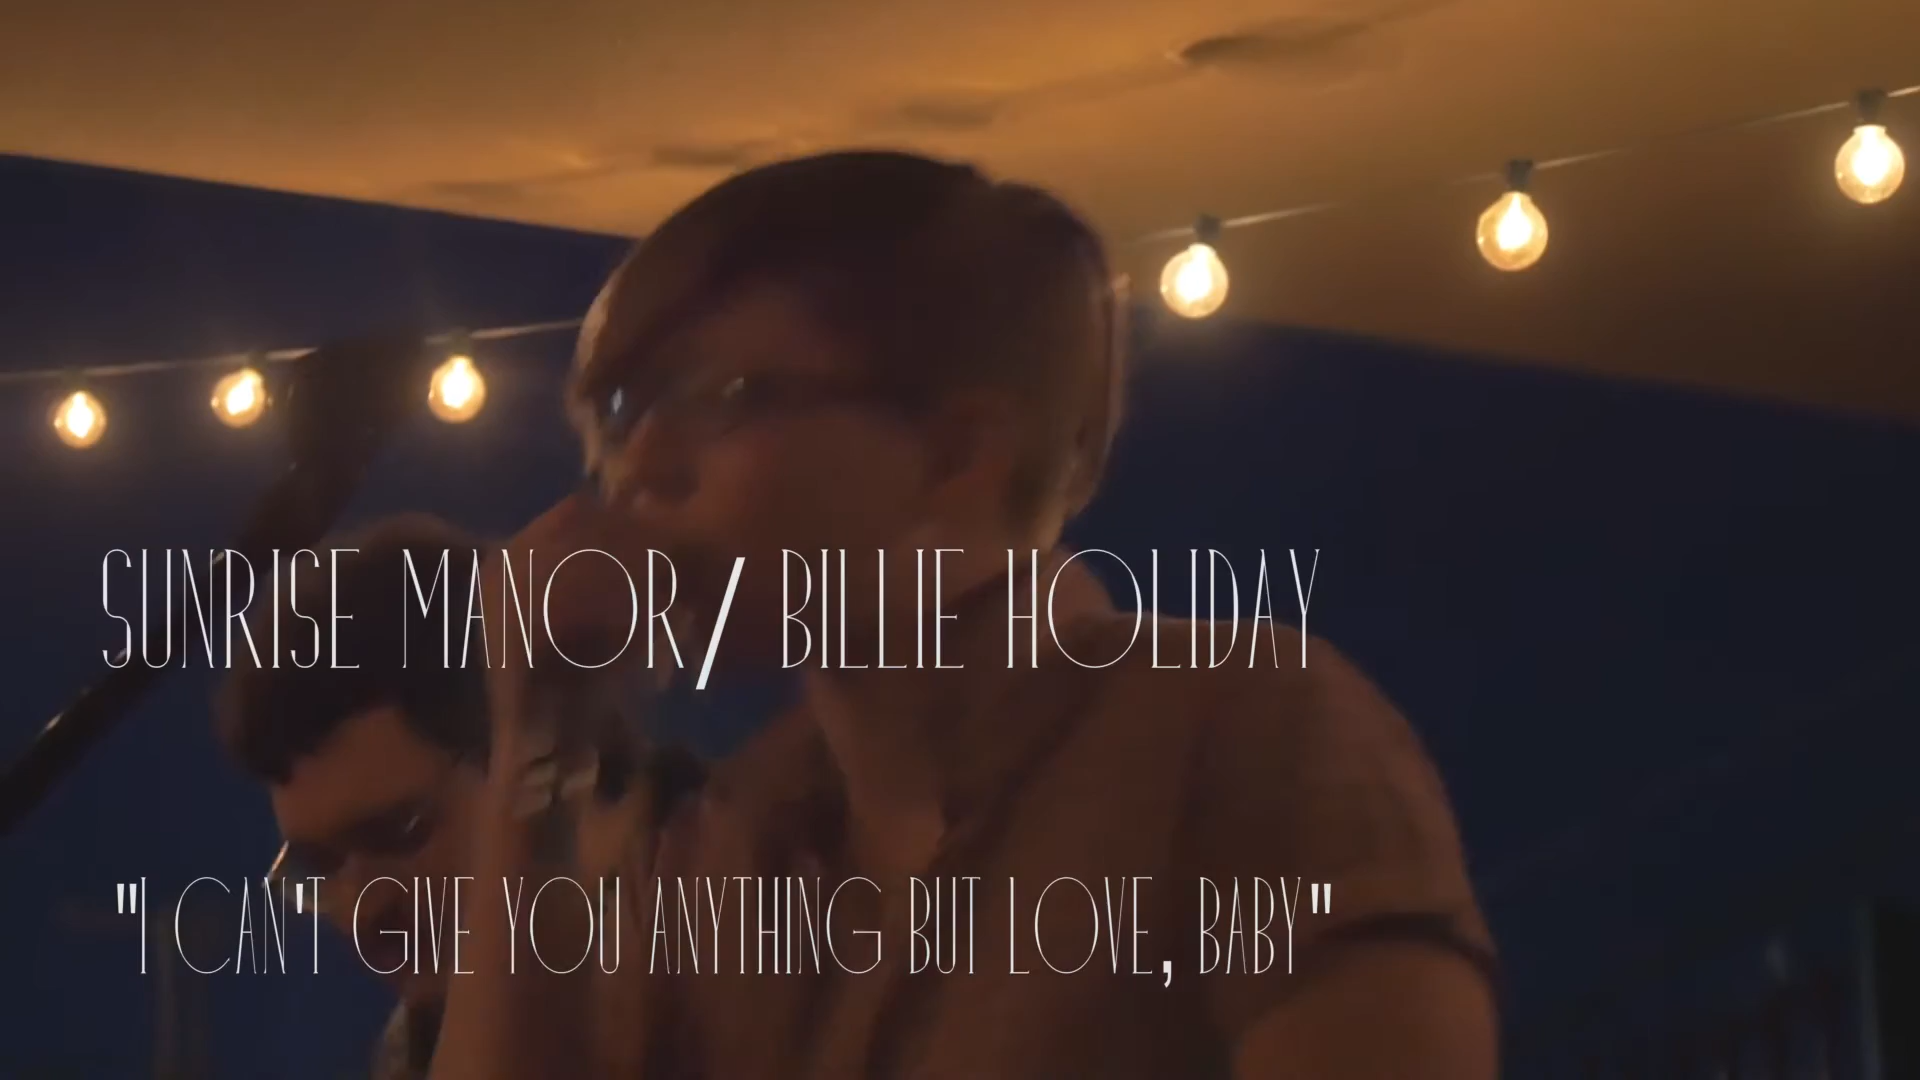 SUNRISE MANOR/ BILLIE HOLIDAY
"I CAN'T GIVE YOU ANYTHING BUT LOVE, BABY"